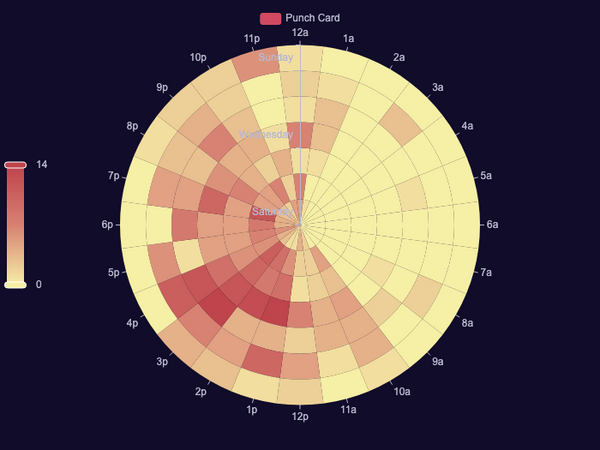 Punch Card
12a
11p
1a
10p
2a
Sunday
9p
3a
8p
4a
Wednesday
14
7p
5a
Saturday
6p
6a
0
5p
7a
4p
8a
3p
9a
2p
10a
1p
11a
12p